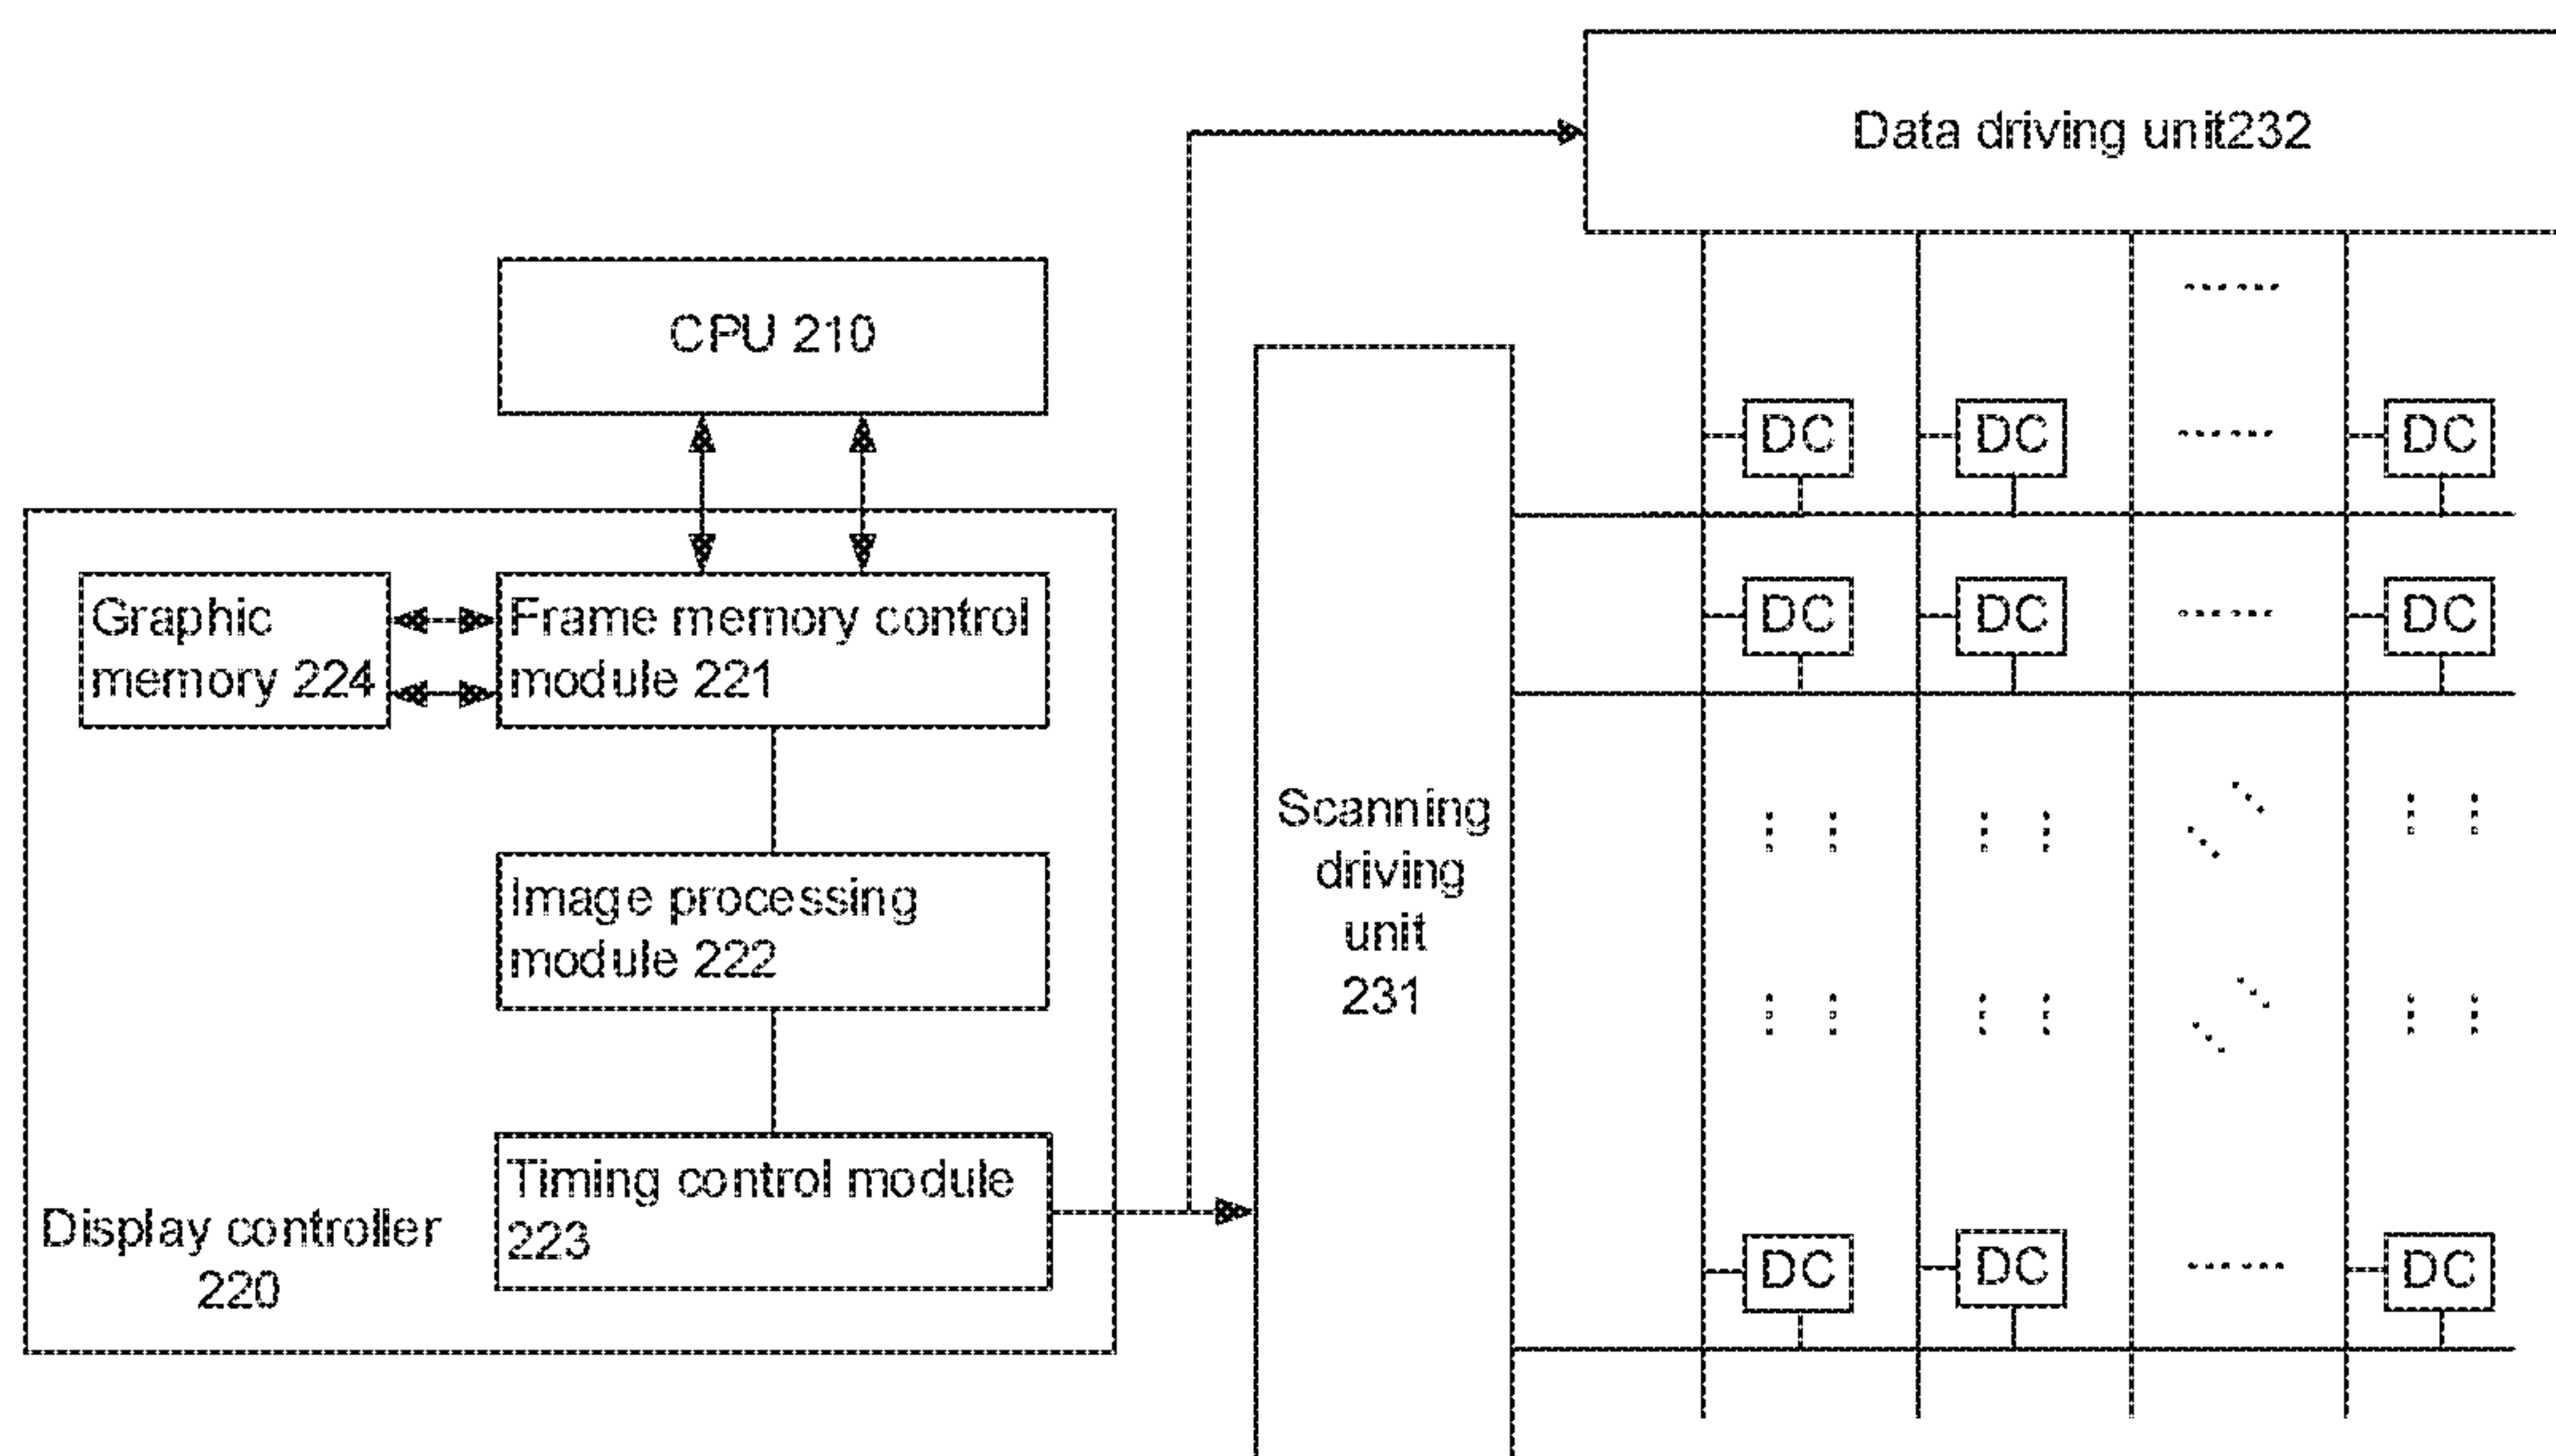 Data driving unit232
CPU 210
DC DC DC
Graphic
memory 224
Frame memory control
module 221
DC DC DC
Scanning
driving
unit
231
Image processing
module 222
Timing control module
223
Display controller
220
DC DC DC